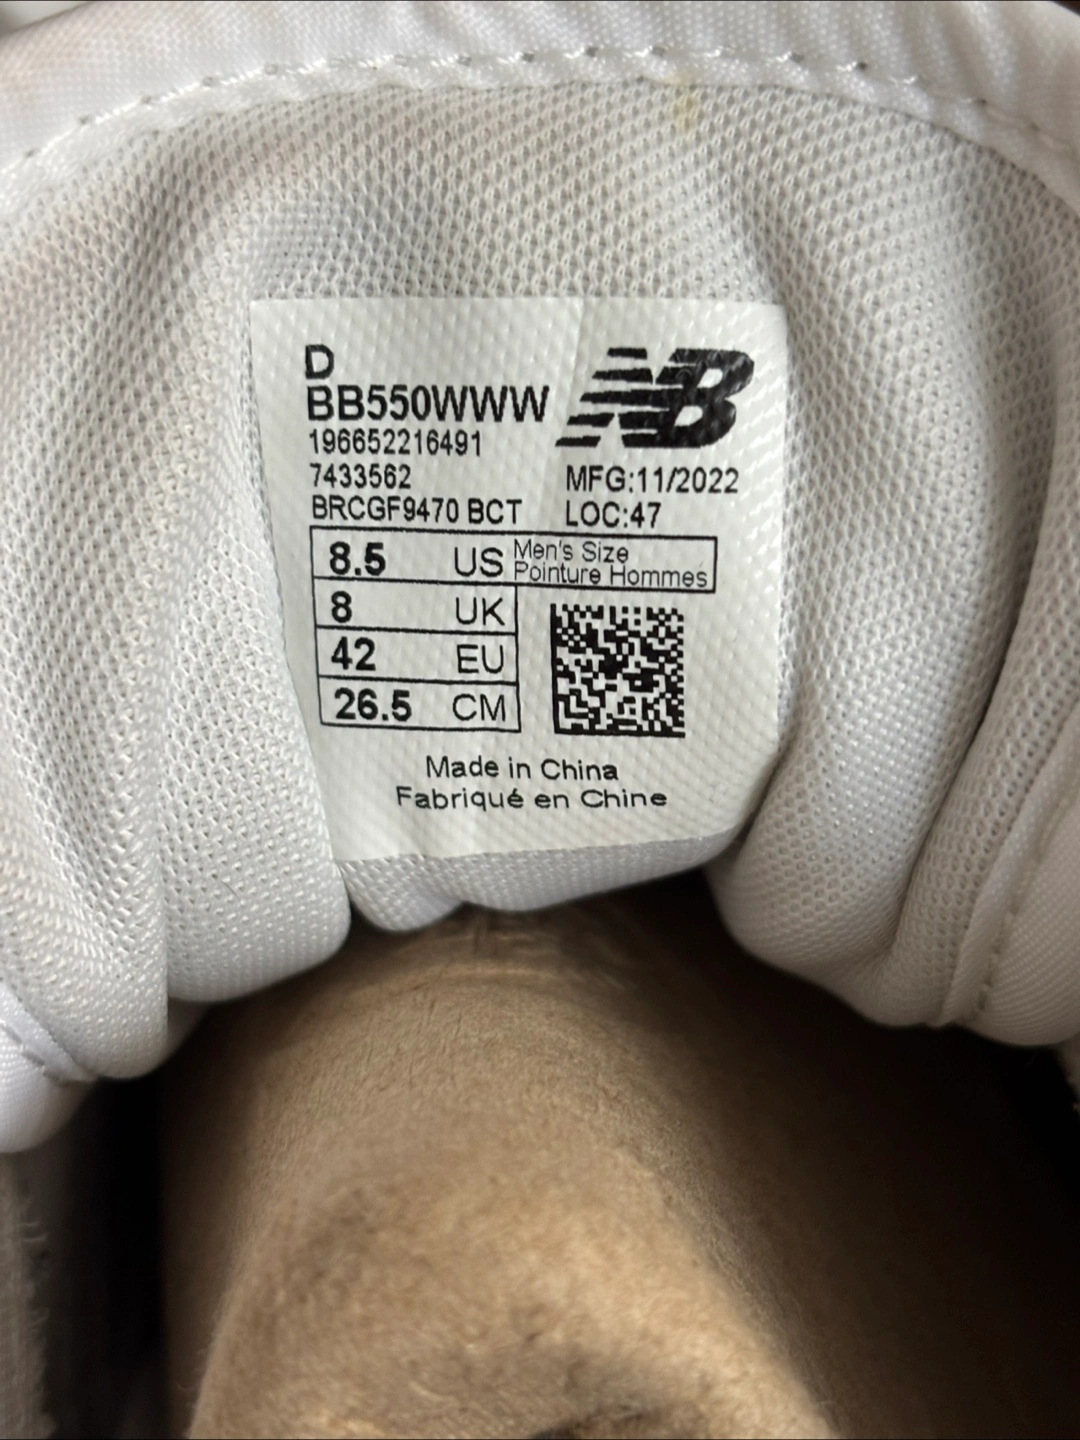 D
BB550WWW
196652216491
7433562
MFG:11/2022
BRCGF9470 BCT
LOC:47
8.5 US Men's Size
Pointure Hommes
8 UK
42 EU
26.5 CM
Made in China
Fabriqué en Chine
NB